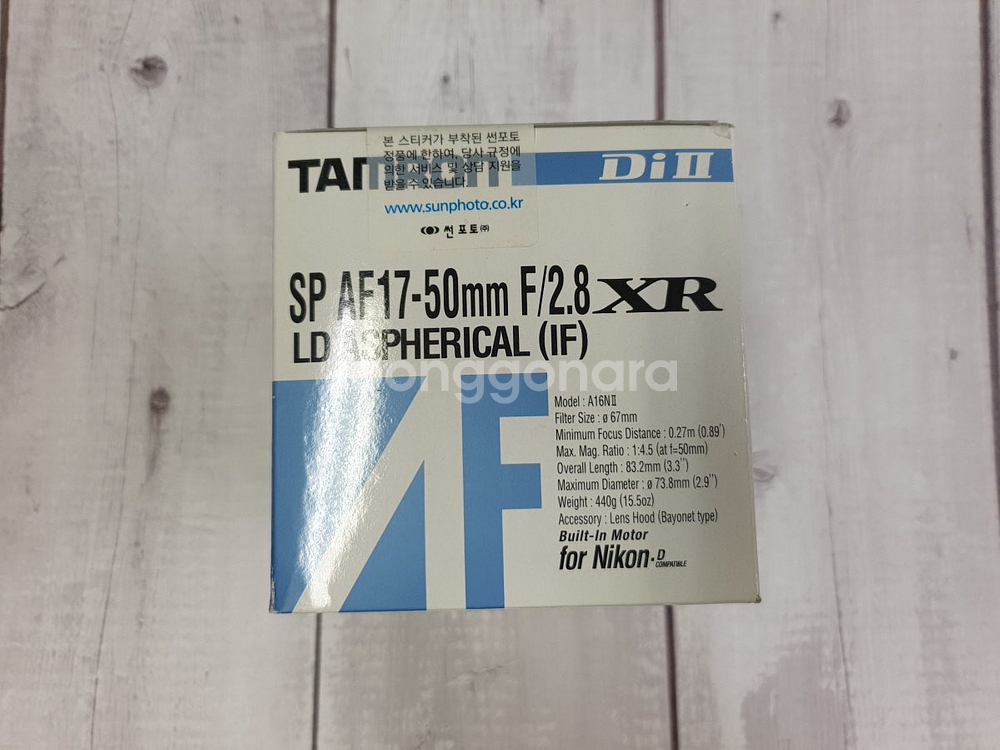 본 스티커가 부착된 썬포토
정품에 한하여, 당사 규정에
의한 서비스 및 상담 지원을
받을 수 있습니다.
www.sunphoto.co.kr
썬포토㈜
TAMRON
Di II
SP AF17-50mm F/2.8 XR
LD ASPHERICAL (IF)
joonggonara
AF
Model : A16NⅡ
Filter Size : ø 67mm
Minimum Focus Distance : 0.27m (0.89')
Max. Mag. Ratio : 1:4.5 (at f=50mm)
Overall Length : 83.2mm (3.3'')
Maximum Diameter : ø 73.8mm (2.9'')
Weight : 440g (15.5oz)
Accessory : Lens Hood (Bayonet type)
Built-In Motor
for Nikon-D
COMPATIBLE